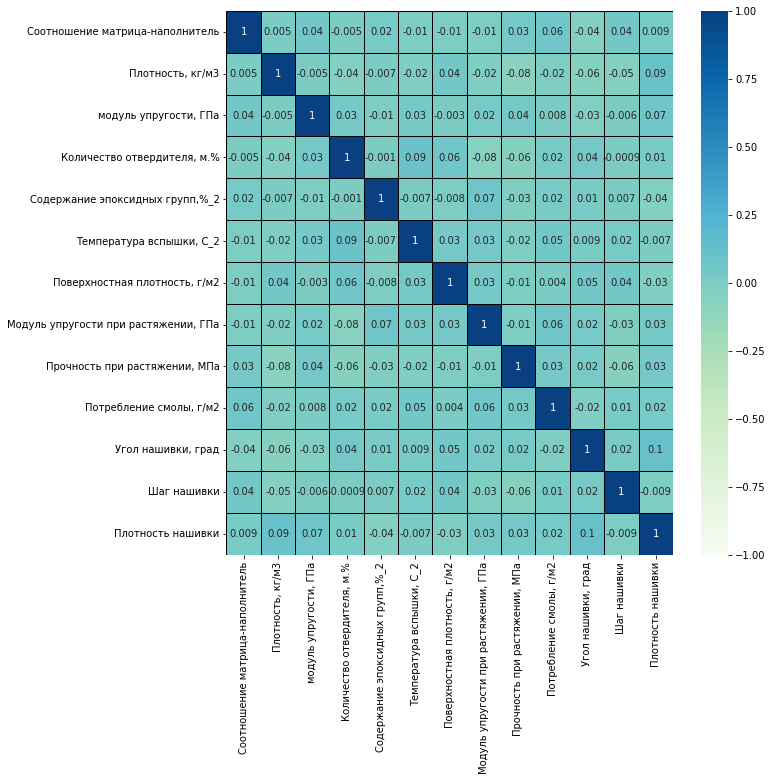 Соотношение матрица-наполнитель 1 0.005 0.04 -0.005 0.02 -0.01 -0.01 -0.01 0.03 0.06 -0.04 0.04 0.009
Плотность, кг/м3 0.005 1 -0.005 -0.04 -0.007 -0.02 0.04 -0.02 -0.08 -0.02 -0.06 -0.05 0.09
модуль упругости, ГПа 0.04 -0.005 1 0.03 -0.01 0.03 -0.003 0.02 0.04 0.008 -0.03 -0.006 0.07
Количество отвердителя, м.% -0.005 -0.04 0.03 1 -0.001 0.09 0.06 -0.08 -0.06 0.02 0.04 -0.0009 0.01
Содержание эпоксидных групп,%_2 0.02 -0.007 -0.01 -0.001 1 -0.007 -0.008 0.07 -0.03 0.02 0.01 0.007 -0.04
Температура вспышки, С_2 -0.01 -0.02 0.03 0.09 -0.007 1 0.03 0.03 -0.02 0.05 0.009 0.02 -0.007
Поверхностная плотность, г/м2 -0.01 0.04 -0.003 0.06 -0.008 0.03 1 0.03 -0.01 0.004 0.05 0.04 -0.03
Модуль упругости при растяжении, ГПа -0.01 -0.02 0.02 -0.08 0.07 0.03 0.03 1 -0.01 0.06 0.02 -0.03 0.03
Прочность при растяжении, МПа 0.03 -0.08 0.04 -0.06 -0.03 -0.02 -0.01 -0.01 1 0.03 0.02 -0.06 0.03
Потребление смолы, г/м2 0.06 -0.02 0.008 0.02 0.02 0.05 0.004 0.06 0.03 1 -0.02 0.01 0.02
Угол нашивки, град -0.04 -0.06 -0.03 0.04 0.01 0.009 0.05 0.02 0.02 -0.02 1 0.02 0.1
Шаг нашивки 0.04 -0.05 -0.006 -0.0009 0.007 0.02 0.04 -0.03 -0.06 0.01 0.02 1 -0.009
Плотность нашивки 0.009 0.09 0.07 0.01 -0.04 -0.007 -0.03 0.03 0.03 0.02 0.1 -0.009 1
Соотношение матрица-наполнитель
Плотность, кг/м3
модуль упругости, ГПа
Количество отвердителя, м.%
Содержание эпоксидных групп,%_2
Температура вспышки, С_2
Поверхностная плотность, г/м2
Модуль упругости при растяжении, ГПа
Прочность при растяжении, МПа
Потребление смолы, г/м2
Угол нашивки, град
Шаг нашивки
Плотность нашивки
1.00
0.75
0.50
0.25
0.00
−0.25
−0.50
−0.75
−1.00